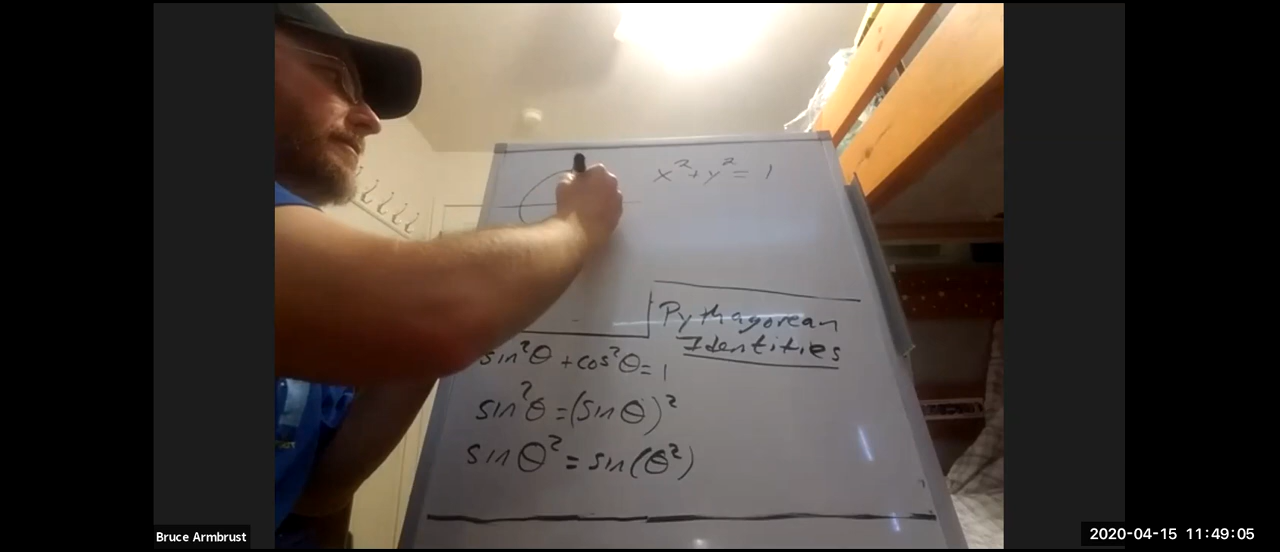 x²+y²=1
Pythagorean
Identities
sin²θ+cos²θ=1
sin²θ=(sinθ)²
sinθ²=sin(θ²)
Bruce Armbrust
2020-04-15 11:49:05